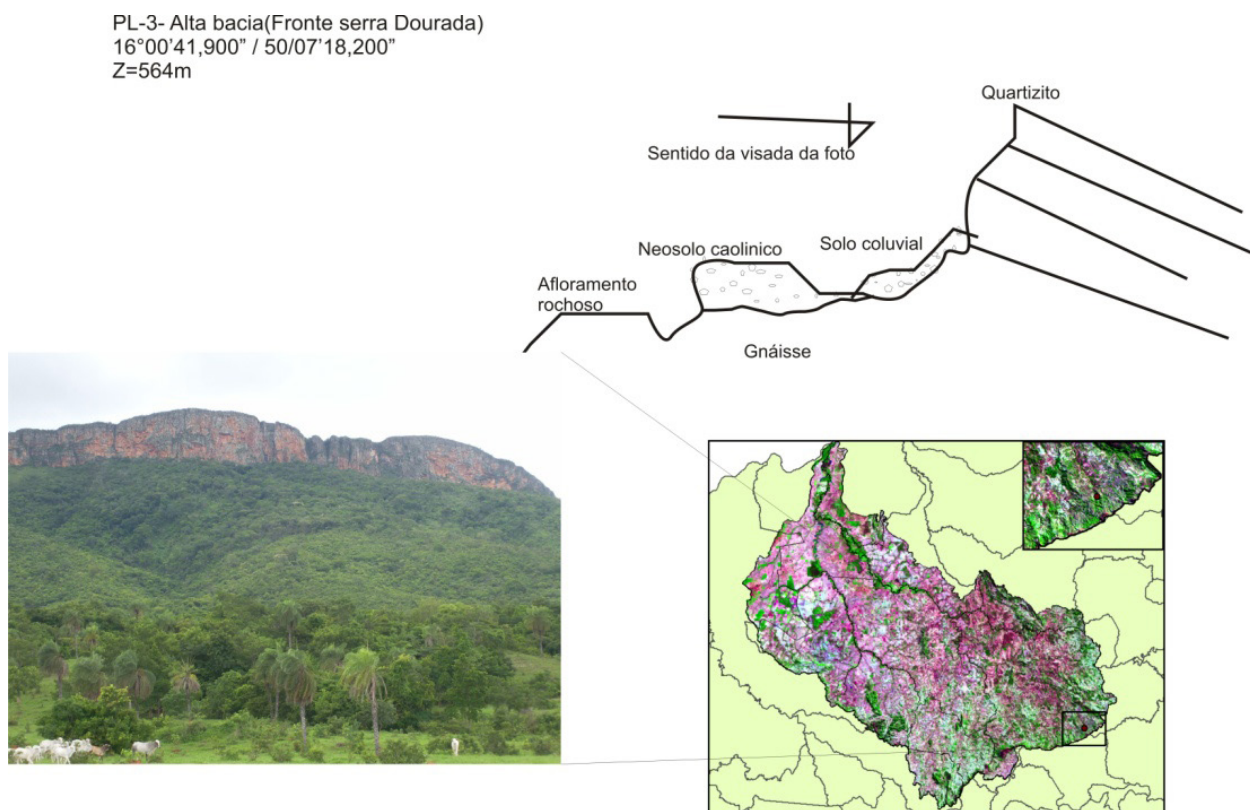 PL-3- Alta bacia(Fronte serra Dourada)
16°00'41,900” / 50/07'18,200”
Z=564m
Quartizito
Sentido da visada da foto
Neosolo caolinico
Solo coluvial
Afloramento
rochoso
Gnáisse